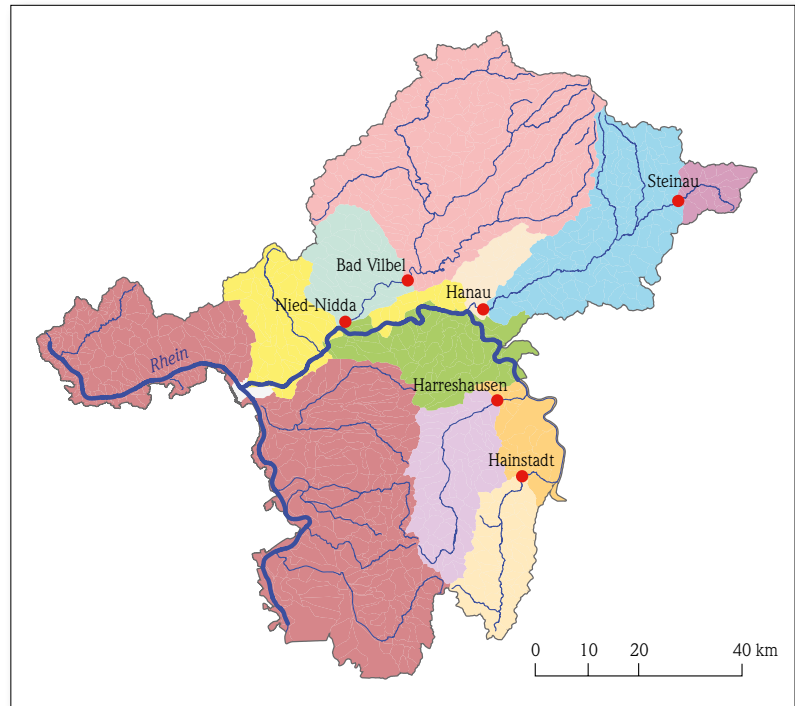 Steinau
Bad Vilbel
Hanau
Nied-Nidda
Rhein
Harreshausen
Hainstadt
0 10 20 40 km